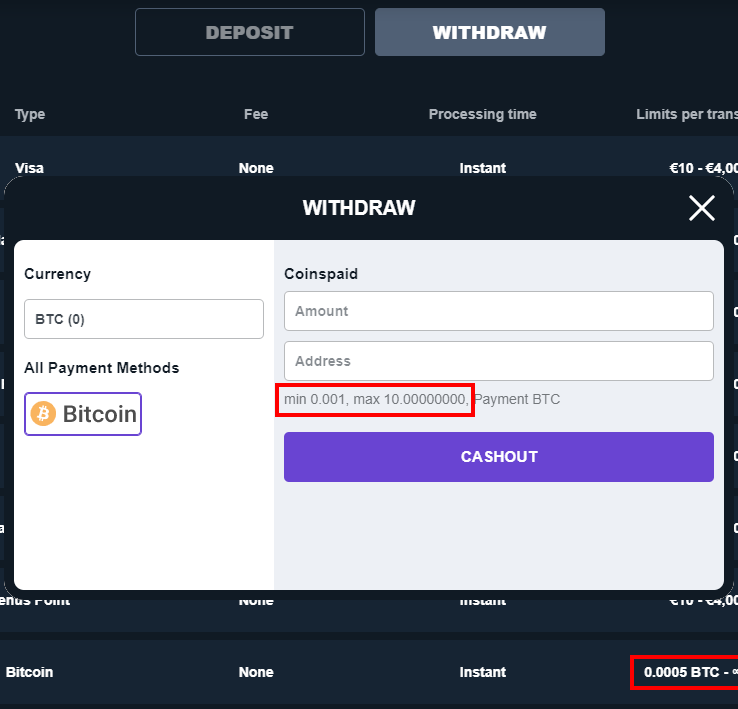 DEPOSIT WITHDRAW
Type Fee Processing time Limits per trans
Visa None Instant €10 - €4,00
WITHDRAW
Currency
BTC (0)
All Payment Methods
Bitcoin
Coinspaid
Amount
Address
min 0.001, max 10.00000000, Payment BTC
CASHOUT
enus Point None Instant €10 - €4,00
Bitcoin None Instant 0.0005 BTC -